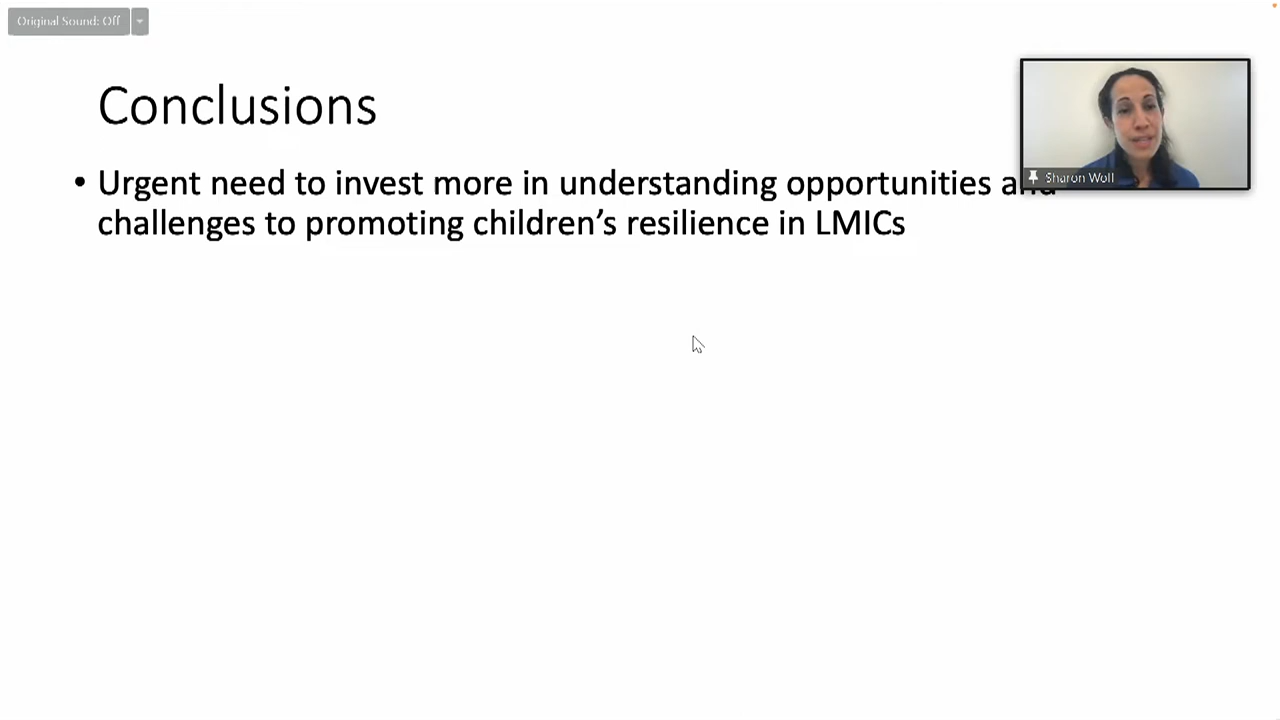 Original Sound: Off
Conclusions
• Urgent need to invest more in understanding opportunities and
challenges to promoting children’s resilience in LMICs
Sharon Woll